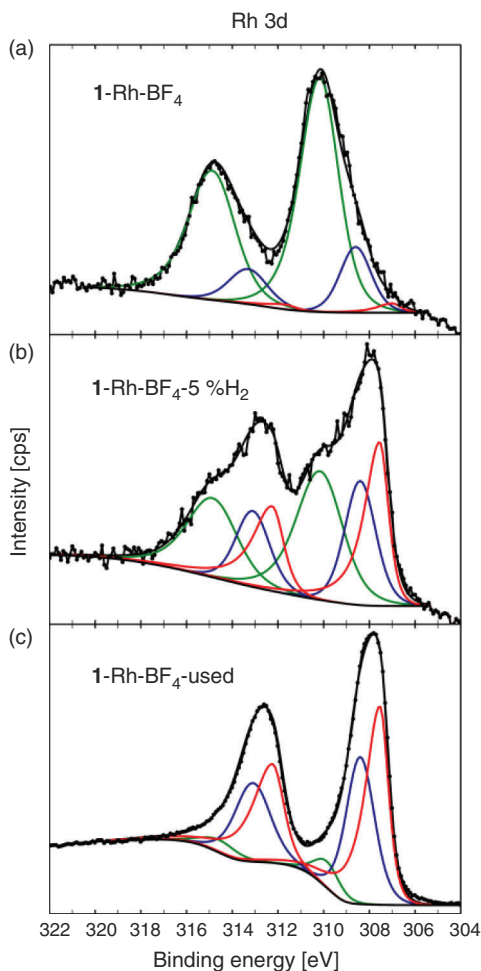 Rh 3d
(a)
1-Rh-BF4
(b)
1-Rh-BF4-5 %H2
(c)
1-Rh-BF4-used
Intensity [cps]
322 320 318 316 314 312 310 308 306 304
Binding energy [eV]